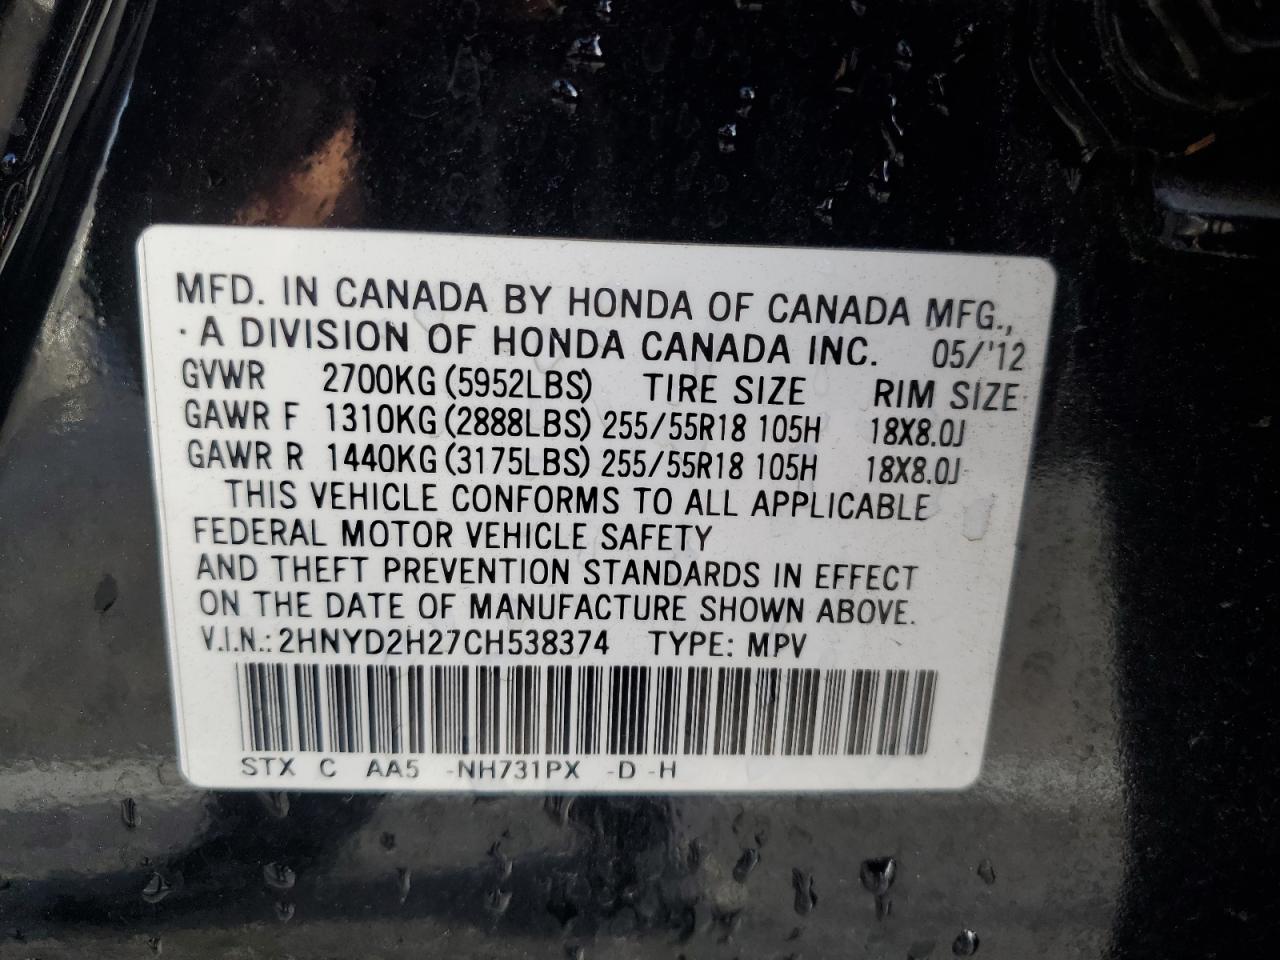 MFD. IN CANADA BY HONDA OF CANADA MFG.,
· A DIVISION OF HONDA CANADA INC. 05/'12
GVWR 2700KG (5952LBS) TIRE SIZE RIM SIZE
GAWR F 1310KG (2888LBS) 255/55R18 105H 18X8.0J
GAWR R 1440KG (3175LBS) 255/55R18 105H 18X8.0J
THIS VEHICLE CONFORMS TO ALL APPLICABLE
FEDERAL MOTOR VEHICLE SAFETY
AND THEFT PREVENTION STANDARDS IN EFFECT
ON THE DATE OF MANUFACTURE SHOWN ABOVE.
V.I.N.: 2HNYD2H27CH538374 TYPE: MPV
STX C AA5 -NH731PX -D -H